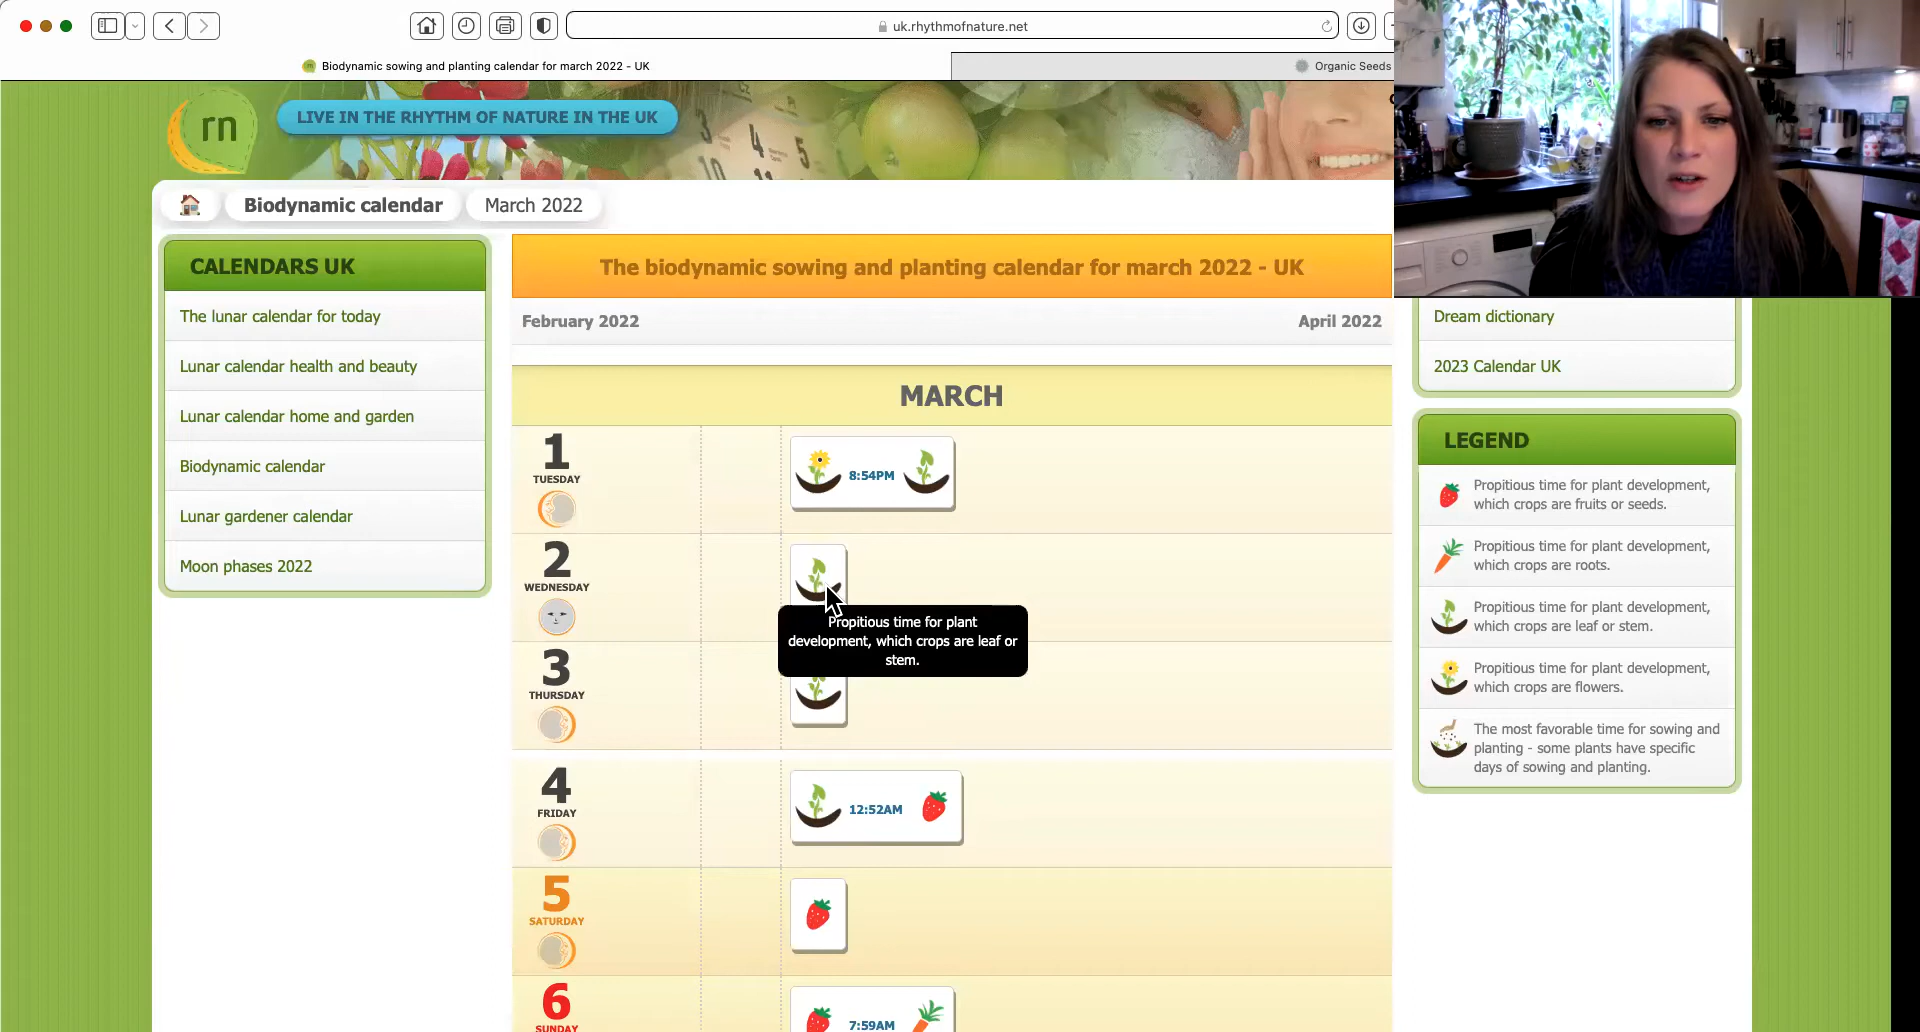 uk.rhythmofnature.net
Biodynamic sowing and planting calendar for march 2022 - UK
Organic Seeds
rn
LIVE IN THE RHYTHM OF NATURE IN THE UK
3 4 5
10 11
Biodynamic calendar
March 2022
CALENDARS UK
The lunar calendar for today
Lunar calendar health and beauty
Lunar calendar home and garden
Biodynamic calendar
Lunar gardener calendar
Moon phases 2022
The biodynamic sowing and planting calendar for march 2022 - UK
February 2022
April 2022
MARCH
1
TUESDAY
8:54PM
2
WEDNESDAY
Propitious time for plant
development, which crops are leaf or
stem.
3
THURSDAY
4
FRIDAY
12:52AM
5
SATURDAY
6
SUNDAY
7:59AM
Dream dictionary
2023 Calendar UK
LEGEND
Propitious time for plant development,
which crops are fruits or seeds.
Propitious time for plant development,
which crops are roots.
Propitious time for plant development,
which crops are leaf or stem.
Propitious time for plant development,
which crops are flowers.
The most favorable time for sowing and
planting - some plants have specific
days of sowing and planting.